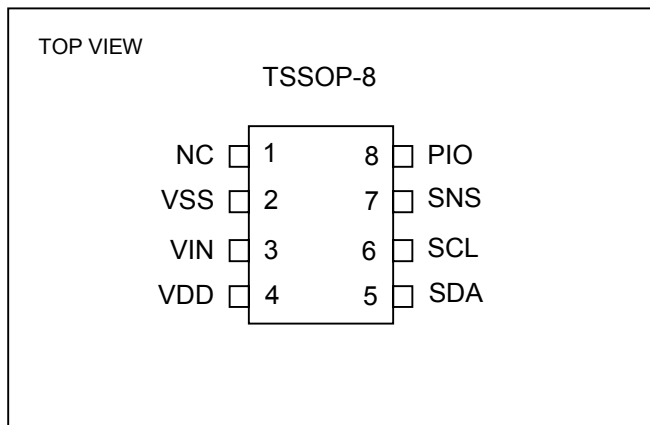 TOP VIEW
TSSOP-8
NC 1 8 PIO
VSS 2 7 SNS
VIN 3 6 SCL
VDD 4 5 SDA